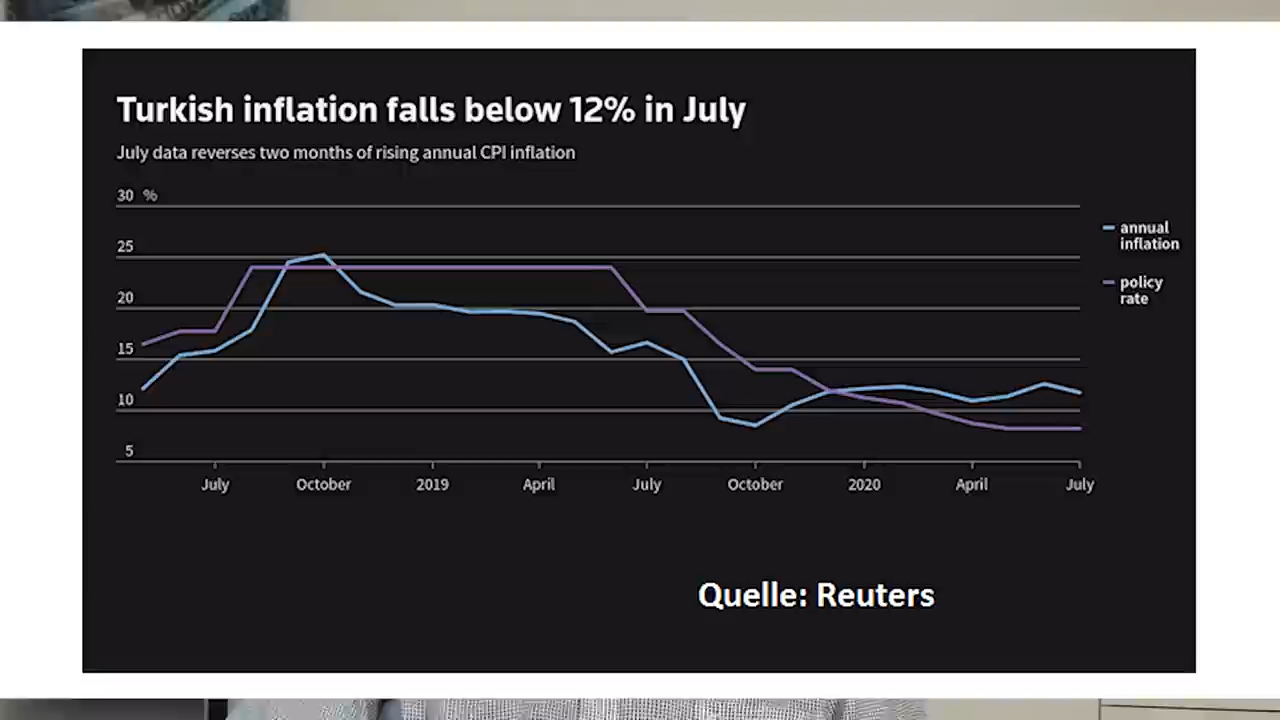 Turkish inflation falls below 12% in July
July data reverses two months of rising annual CPI inflation
30 %
25
20
15
10
5
July October 2019 April July October 2020 April July
annual
inflation
policy
rate
Quelle: Reuters